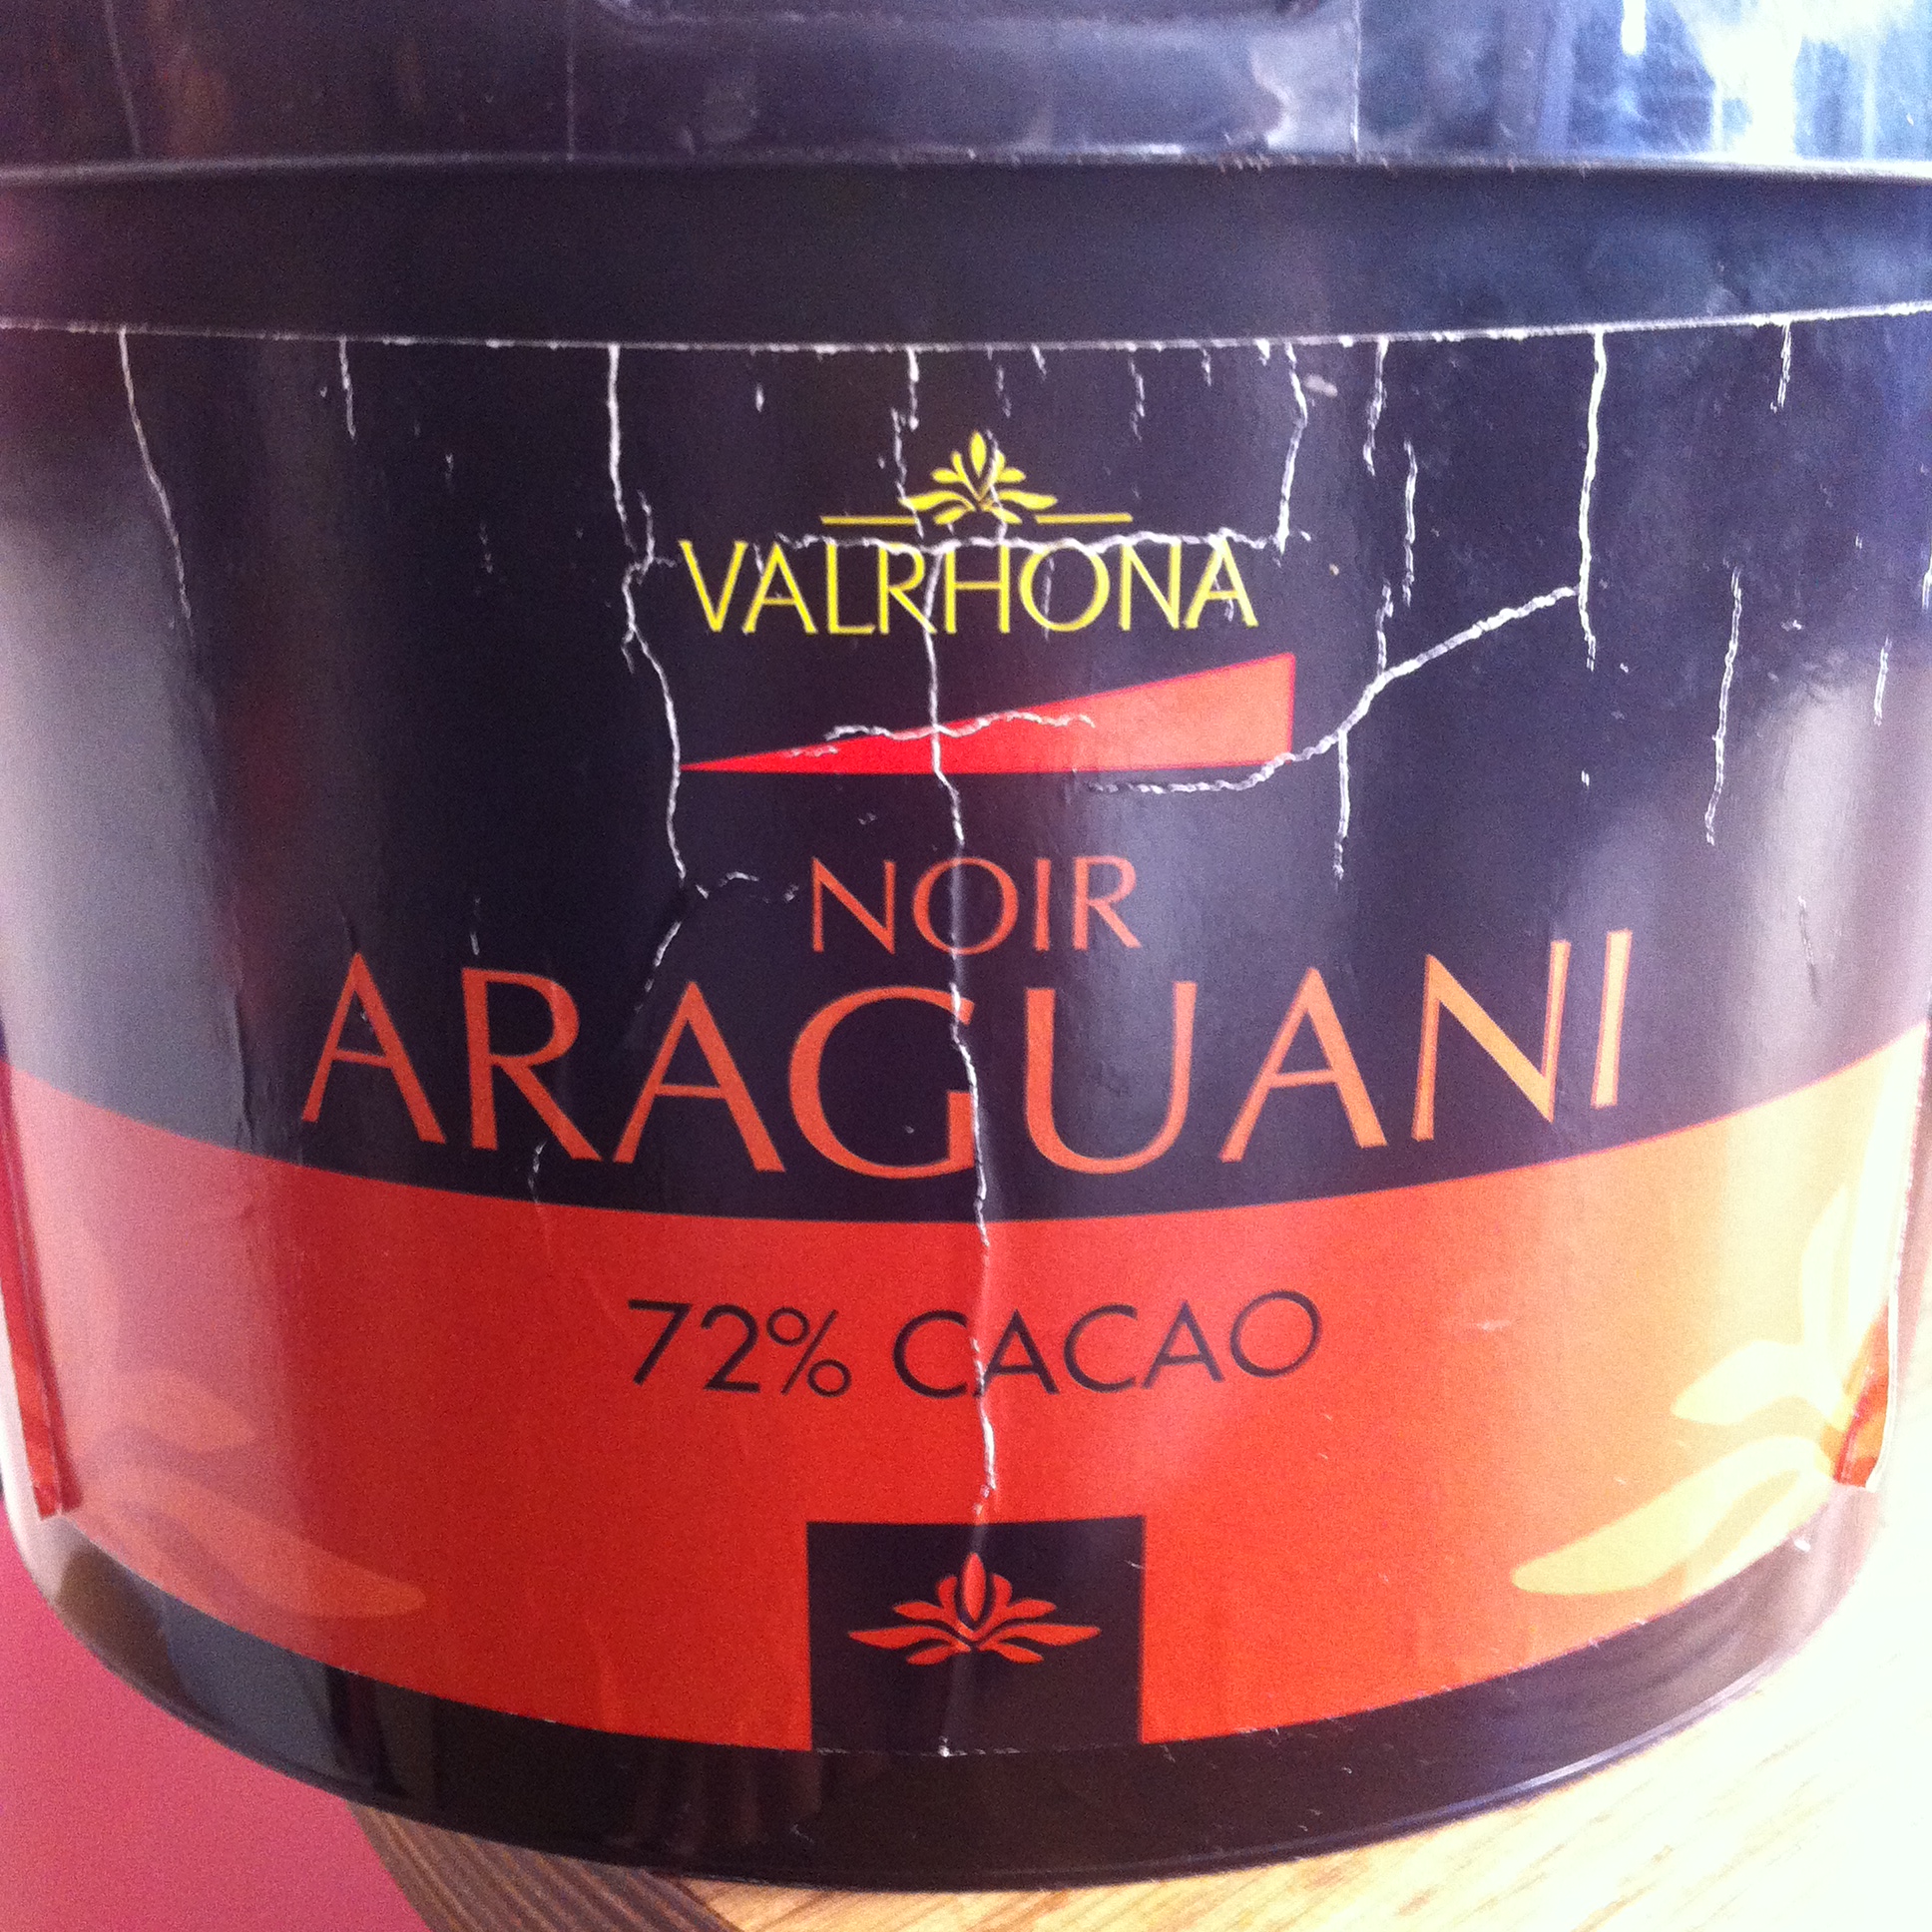 VALRHONA
NOIR
ARAGUANI
72% CACAO